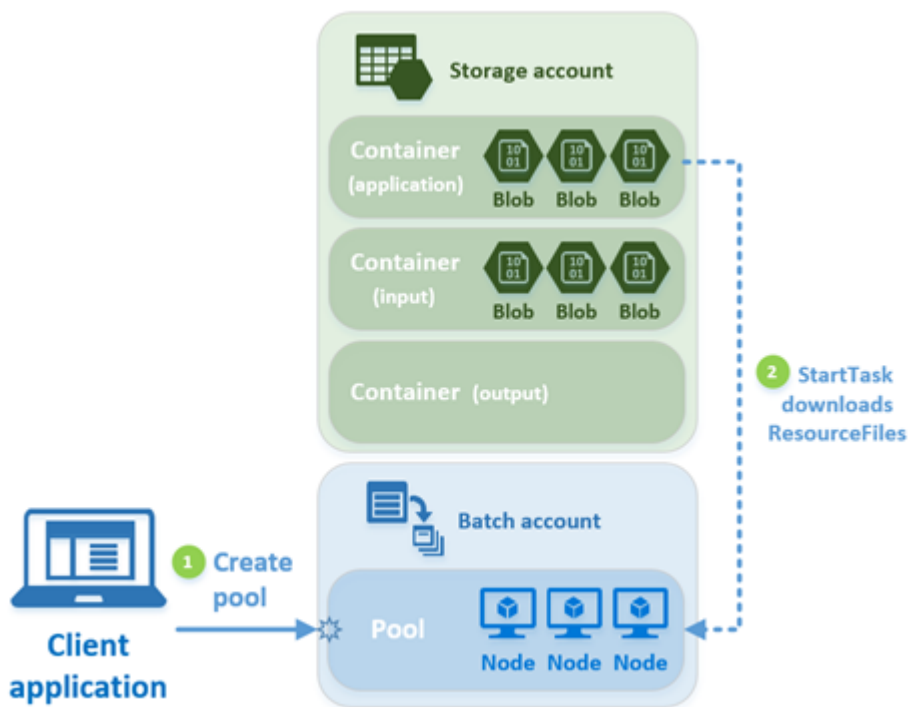 Storage account
Container
(application)
10
01
10
01
10
01
Blob Blob Blob
Container
(input)
10
01
10
01
10
01
Blob Blob Blob
Container (output)
2 StartTask
downloads
ResourceFiles
Batch account
1 Create
pool
Pool
Node Node Node
Client
application